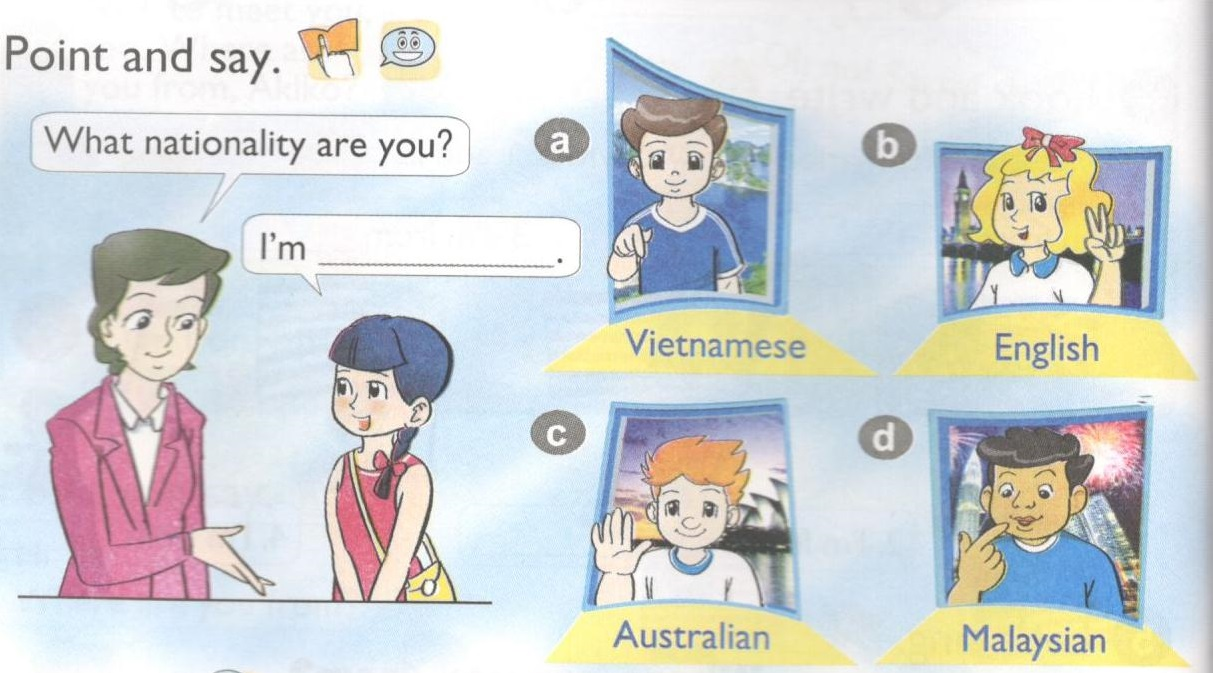 Point and say.
What nationality are you?
I'm ____________.
a
Vietnamese
b
English
c
Australian
d
Malaysian